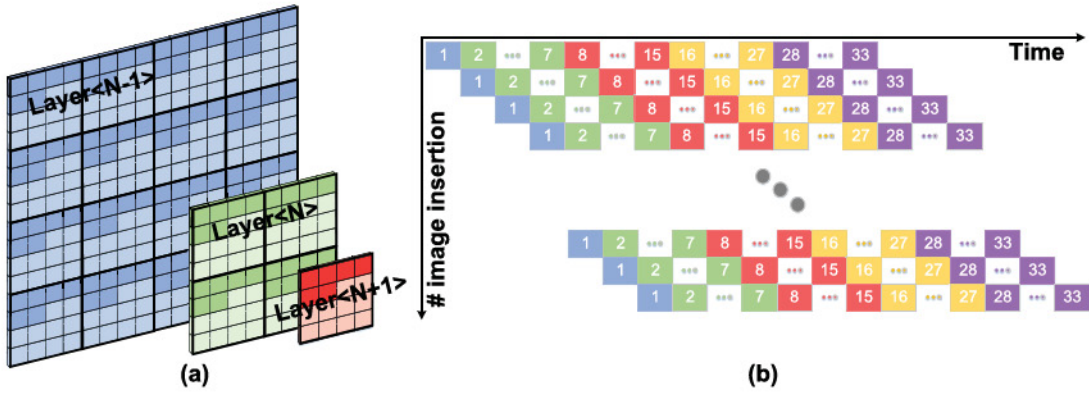 Layer<N-1>
Layer<N>
Layer<N+1>
(a)
Time
# image insertion
1 2 7 8 15 16 27 28 33
1 2 7 8 15 16 27 28 33
1 2 7 8 15 16 27 28 33
1 2 7 8 15 16 27 28 33
1 2 7 8 15 16 27 28 33
1 2 7 8 15 16 27 28 33
1 2 7 8 15 16 27 28 33
(b)